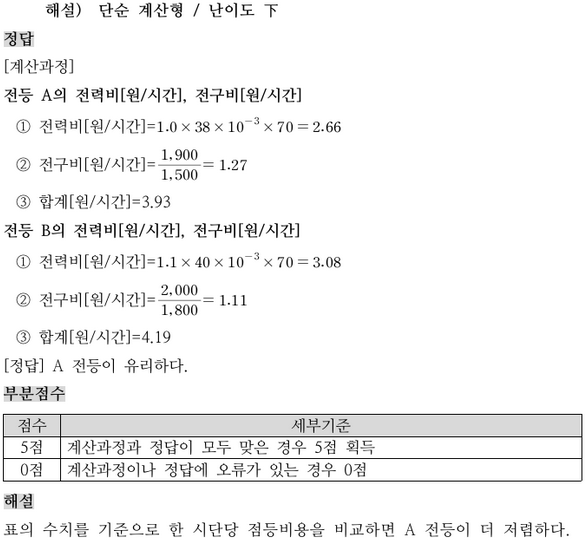 해설) 단순 계산형 / 난이도 下
정답
[계산과정]
전등 A의 전력비[원/시간], 전구비[원/시간]
① 전력비[원/시간]=1.0×38×10⁻³×70=2.66
② 전구비[원/시간]=1,900/1,500=1.27
③ 합계[원/시간]=3.93
전등 B의 전력비[원/시간], 전구비[원/시간]
① 전력비[원/시간]=1.1×40×10⁻³×70=3.08
② 전구비[원/시간]=2,000/1,800=1.11
③ 합계[원/시간]=4.19
[정답] A 전등이 유리하다.
부분점수
점수 세부기준
5점 계산과정과 정답이 모두 맞은 경우 5점 획득
0점 계산과정이나 정답에 오류가 있는 경우 0점
해설
표의 수치를 기준으로 한 시단당 점등비용을 비교하면 A 전등이 더 저렴하다.